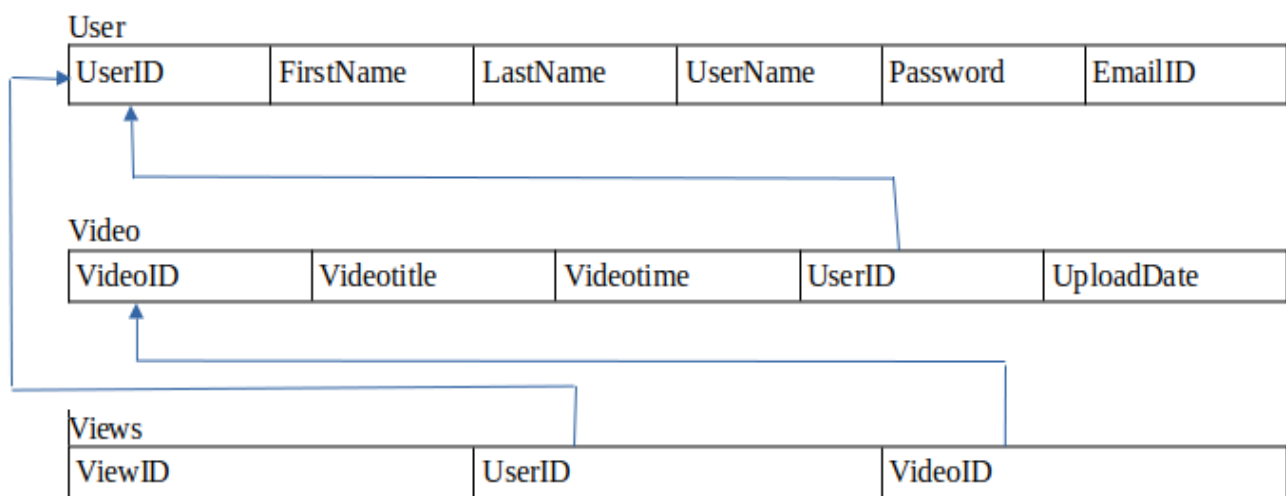 User
UserID FirstName LastName UserName Password EmailID
Video
VideoID Videotitle Videotime UserID UploadDate
Views
ViewID UserID VideoID